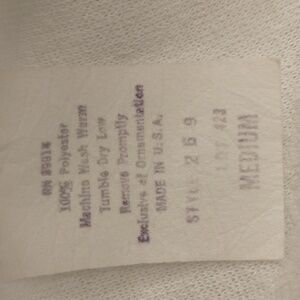 100% Polyester
Machine Wash Warm
Tumble Dry Low
Remove Promptly
Exclusive of Ornamentation
MADE IN U.S.A.
STYLE 269
423
MEDIUM